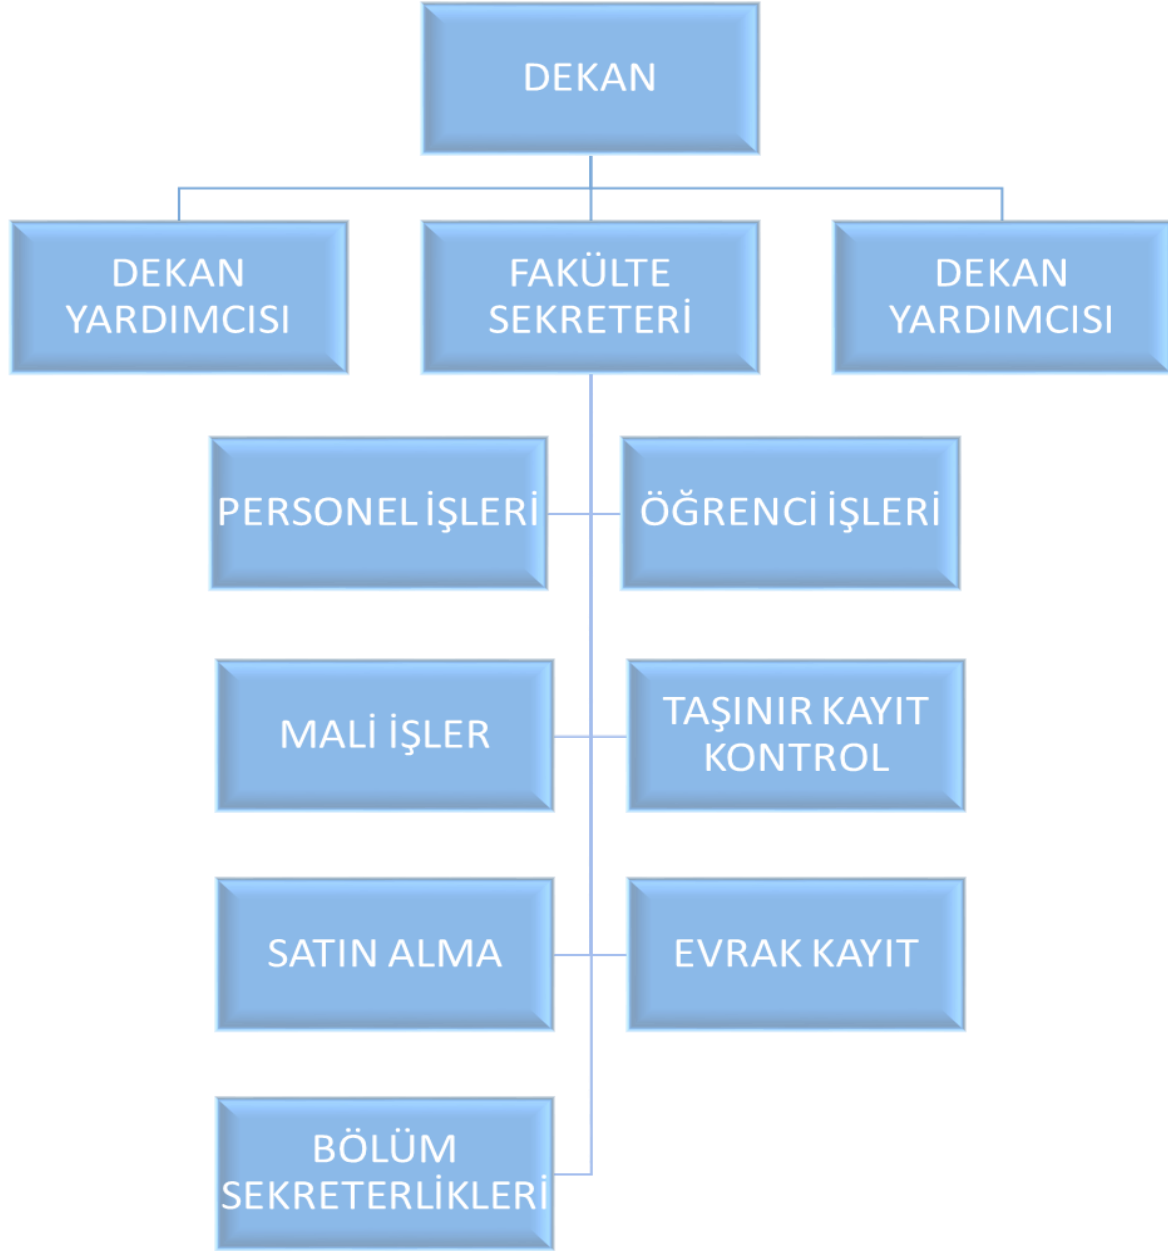 DEKAN
DEKAN
YARDIMCISI
FAKÜLTE
SEKRETERİ
DEKAN
YARDIMCISI
PERSONEL İŞLERİ
ÖĞRENCİ İŞLERİ
MALİ İŞLER
TAŞINIR KAYIT
KONTROL
SATIN ALMA
EVRAK KAYIT
BÖLÜM
SEKRETERLİKLERİ